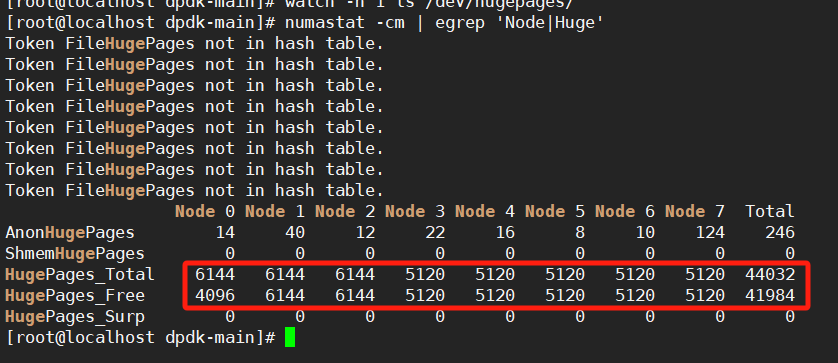 [root@localhost dpdk-main]# watch -n 1 ls /dev/hugepages/
[root@localhost dpdk-main]# numastat -cm | egrep 'Node|Huge'
Token FileHugePages not in hash table.
Token FileHugePages not in hash table.
Token FileHugePages not in hash table.
Token FileHugePages not in hash table.
Token FileHugePages not in hash table.
Token FileHugePages not in hash table.
Token FileHugePages not in hash table.
Token FileHugePages not in hash table.
Node 0 Node 1 Node 2 Node 3 Node 4 Node 5 Node 6 Node 7 Total
AnonHugePages 14 40 12 22 16 8 10 124 246
ShmemHugePages 0 0 0 0 0 0 0 0 0
HugePages_Total 6144 6144 6144 5120 5120 5120 5120 5120 44032
HugePages_Free 4096 6144 6144 5120 5120 5120 5120 5120 41984
HugePages_Surp 0 0 0 0 0 0 0 0 0
[root@localhost dpdk-main]#